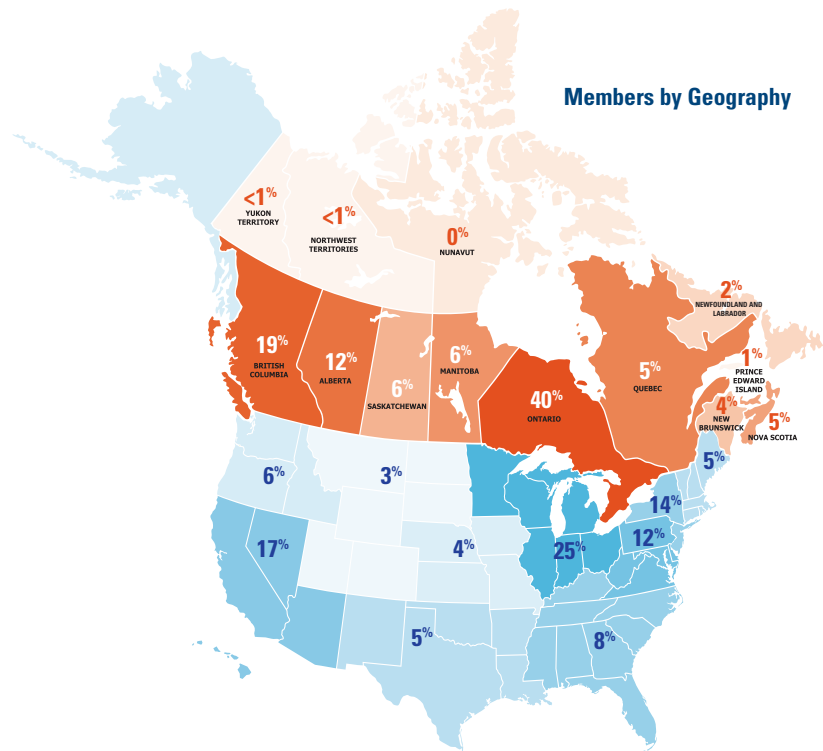 Members by Geography
<1%
YUKON
TERRITORY
<1%
NORTHWEST
TERRITORIES
0%
NUNAVUT
2%
NEWFOUNDLAND AND
LABRADOR
19%
BRITISH
COLUMBIA
12%
ALBERTA
6%
SASKATCHEWAN
6%
MANITOBA
40%
ONTARIO
5%
QUEBEC
1%
PRINCE
EDWARD
ISLAND
4%
NEW
BRUNSWICK
5%
NOVA SCOTIA
6%
3%
5%
14%
17%
4%
25%
12%
5%
8%